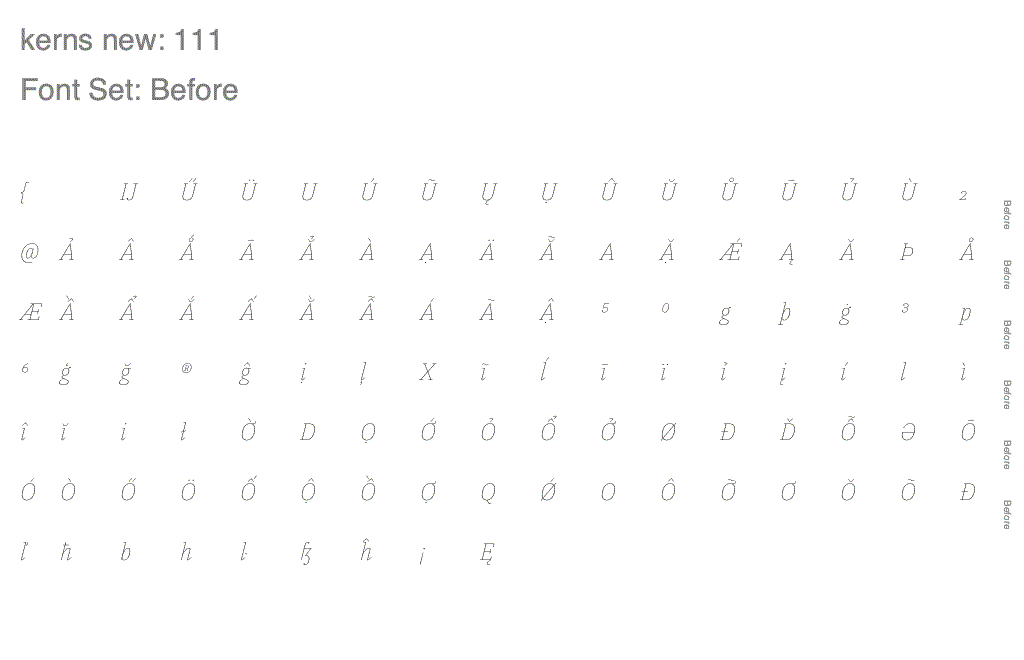 kerns new: 111
Font Set: Before
{ IJ Ű Ü U Ú Ũ Ų Ụ Û Ŭ Ů Ū Ủ Ù ₂
@ Ả Â Ǻ Ā Ẳ À Ạ Ä Ẵ A Ặ Ǽ Ą Ă Þ Å
Æ Ầ Ẩ Ắ Ấ Ằ Ẫ Á Ã Ậ ⁵ ⁰ g þ ġ ³ p
⁶ ģ ğ ® ĝ ị ļ X ĩ ĺ ī ï ỉ į í l ì
î ĭ i ł Ờ D Ọ Ớ Ỏ Ổ Ở Ø Đ Ď Ỗ Ə Ō
Ó Ò Ő Ö Ố Ộ Ồ Ợ Q Ǿ O Ô Ỡ Ơ Ŏ Õ Ð
ľ ħ b h ŀ ɮ ĥ ¡ Ę
Before
Before
Before
Before
Before
Before